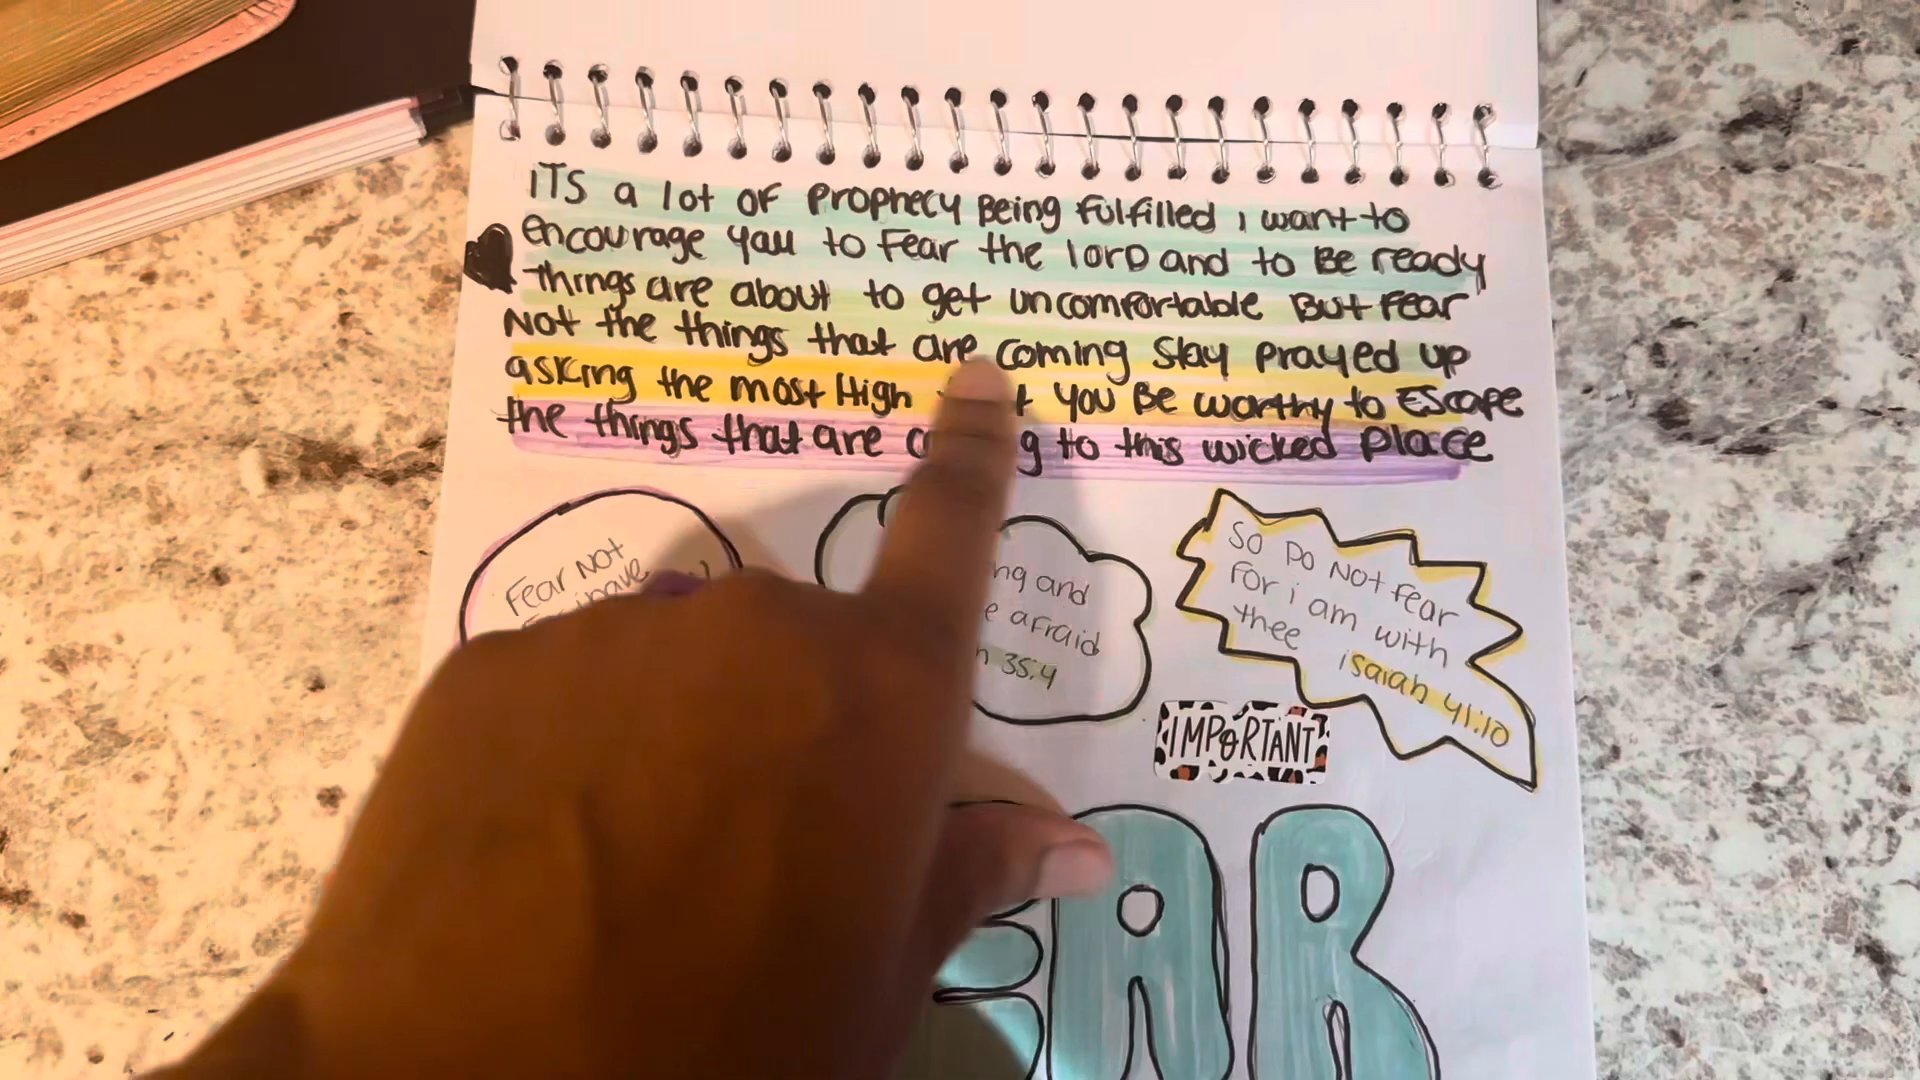 ITS a lot of Prophecy Being fulfilled i want to
encourage you to Fear the lord and to Be ready
things are about to get uncomfortable But Fear
Not the things that are coming Stay Prayed up
asking the most High you Be worthy to Escape
the things that are to this wicked Place
Fear Not
and
afraid
35:4
So Do Not Fear
For i am with
thee isaiah 41:10
IMPORTANT